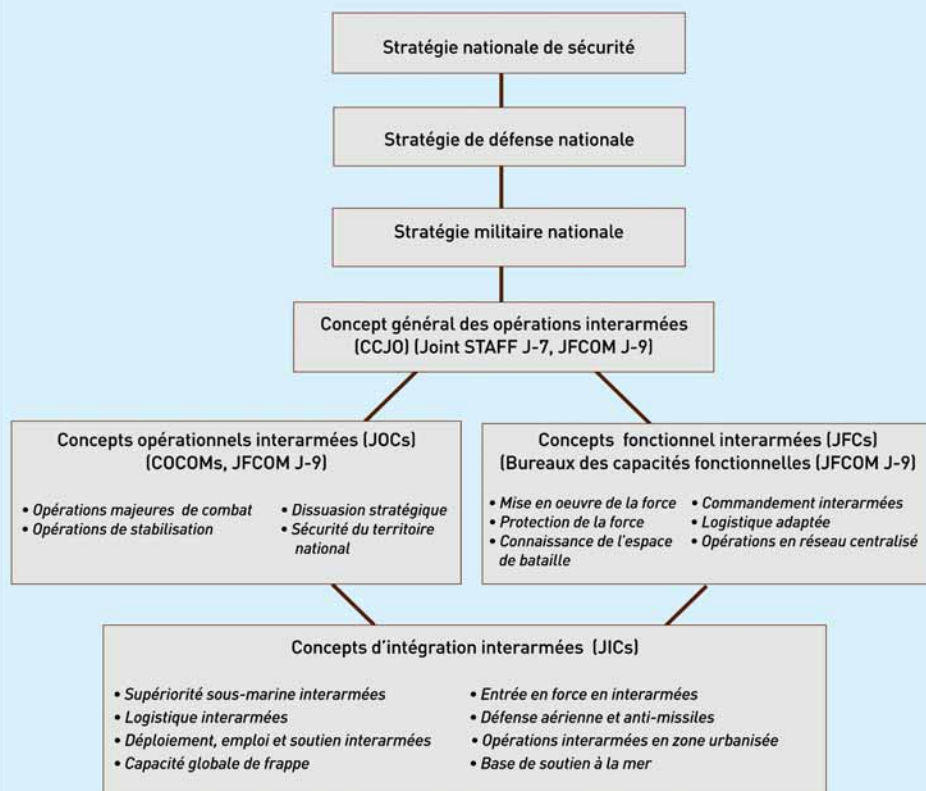 Stratégie nationale de sécurité
Stratégie de défense nationale
Stratégie militaire nationale
Concept général des opérations interarmées
(CCJO) (Joint STAFF J-7, JFCOM J-9)
Concepts opérationnels interarmées (JOCs)
(COCOMs, JFCOM J-9)
• Opérations majeures de combat
• Opérations de stabilisation
• Dissuasion stratégique
• Sécurité du territoire
national
Concepts fonctionnel interarmées (JFCs)
(Bureaux des capacités fonctionnelles (JFCOM J-9)
• Mise en oeuvre de la force
• Protection de la force
• Connaissance de l'espace
de bataille
• Commandement interarmées
• Logistique adaptée
• Opérations en réseau centralisé
Concepts d'intégration interarmées (JICs)
• Supériorité sous-marine interarmées
• Logistique interarmées
• Déploiement, emploi et soutien interarmées
• Capacité globale de frappe
• Entrée en force en interarmées
• Défense aérienne et anti-missiles
• Opérations interarmées en zone urbanisée
• Base de soutien à la mer